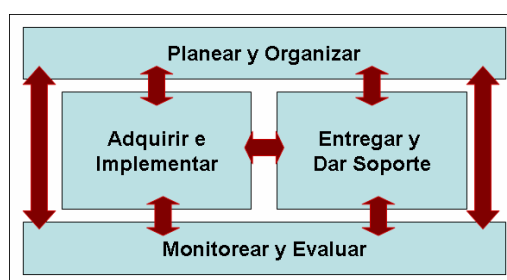 Planear y Organizar
Adquirir e
Implementar
Entregar y
Dar Soporte
Monitorear y Evaluar